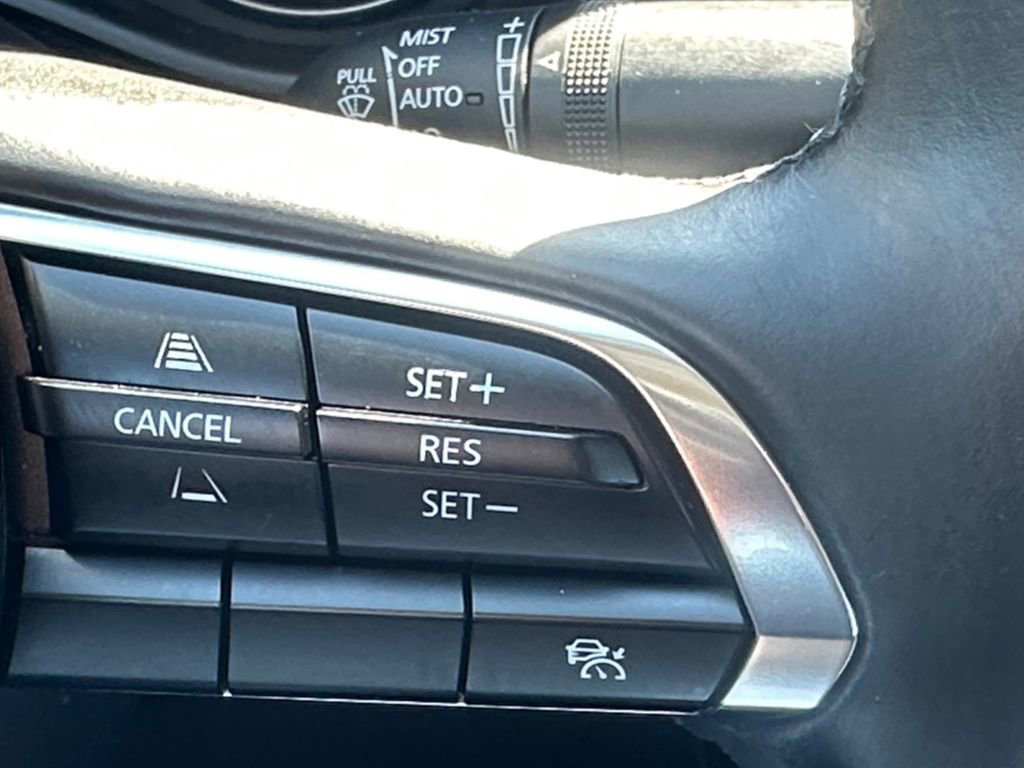 MIST
OFF
PULL
AUTO
+
SET+
CANCEL
RES
SET−